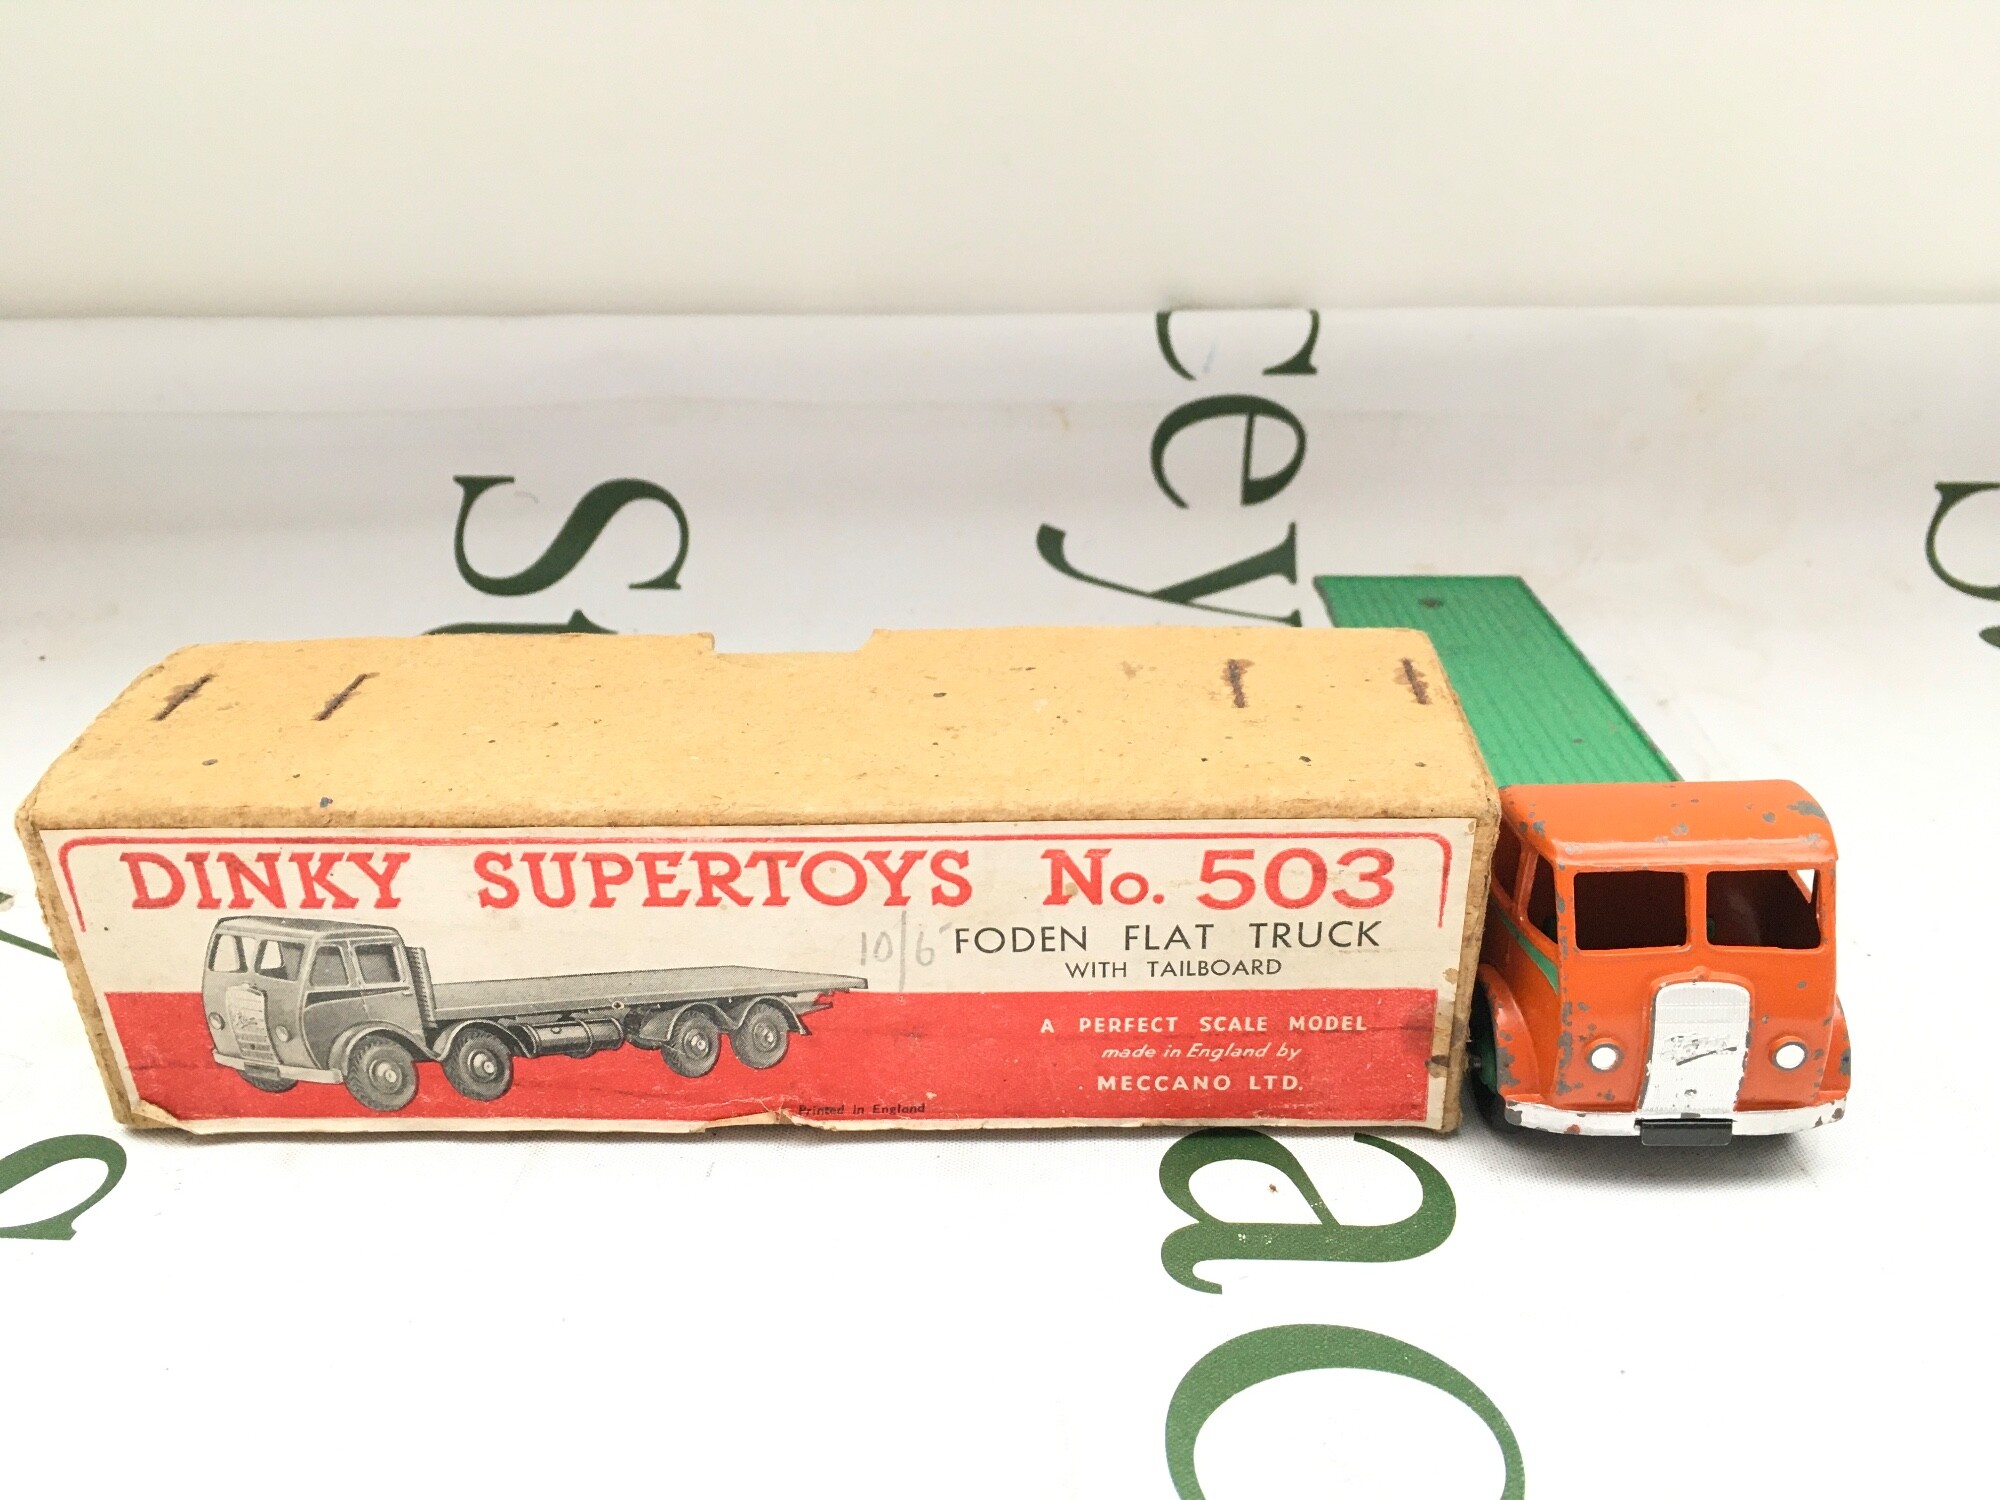 DINKY SUPERTOYS No. 503
10/6 FODEN FLAT TRUCK
WITH TAILBOARD
A PERFECT SCALE MODEL
made in England by
MECCANO LTD.
Printed in England
cey
S
a